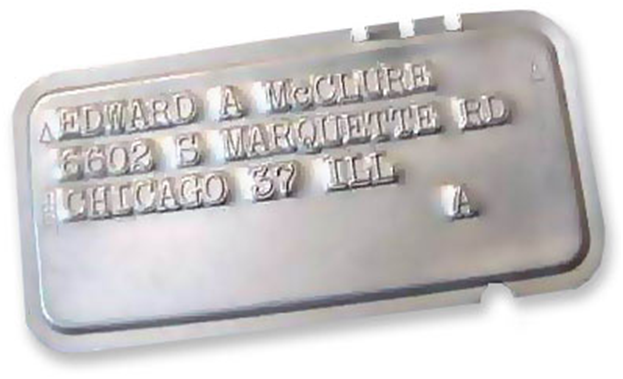 EDWARD A McCLURE
6602 S MARQUETTE RD
CHICAGO 37 ILL
A